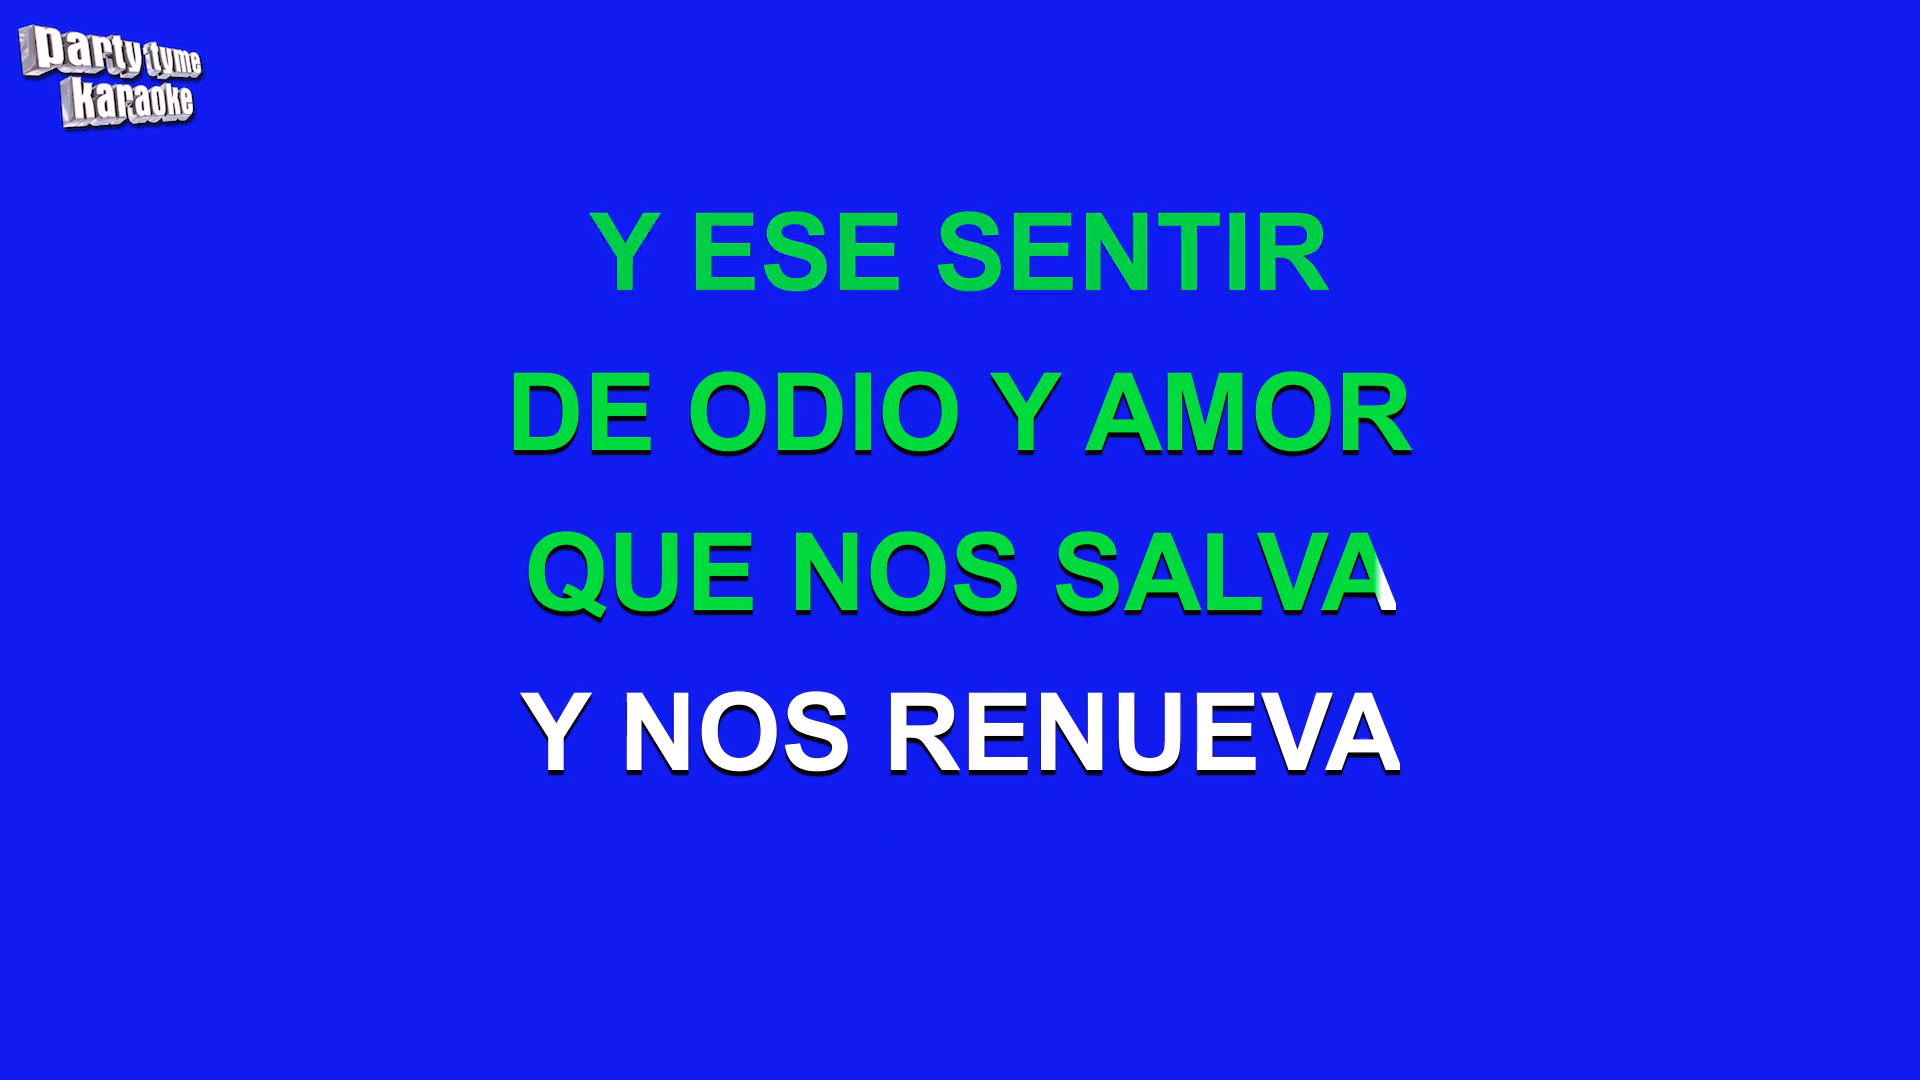 party tyme
karaoke
Y ESE SENTIR
DE ODIO Y AMOR
QUE NOS SALVA
Y NOS RENUEVA